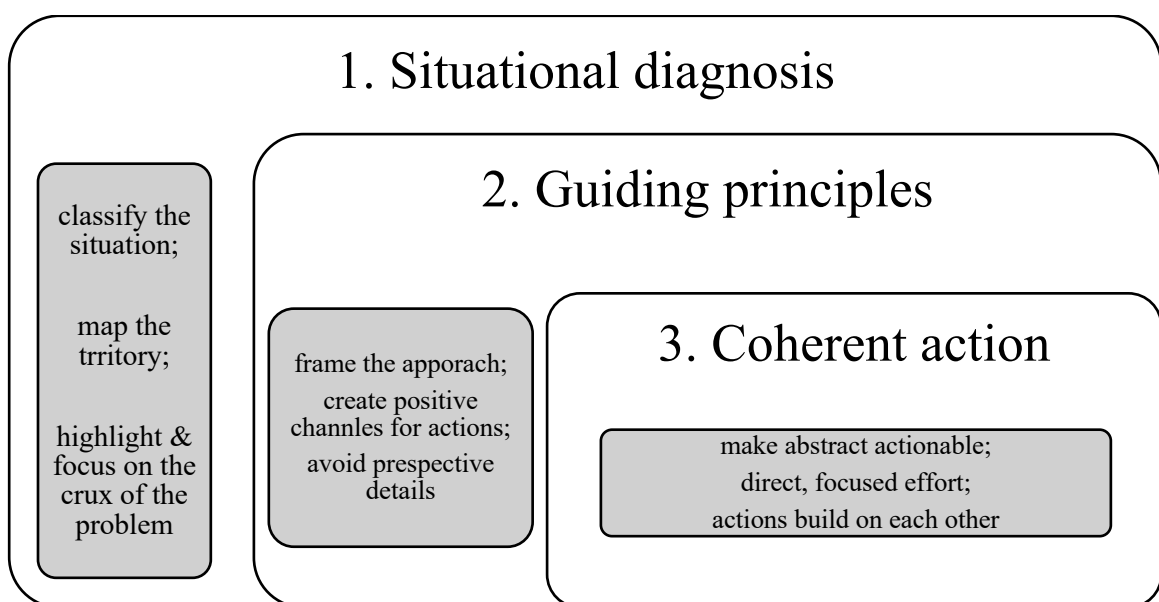 1. Situational diagnosis
classify the
situation;
map the
trritory;
highlight &
focus on the
crux of the
problem
2. Guiding principles
frame the apporach;
create positive
channles for actions;
avoid prespective
details
3. Coherent action
make abstract actionable;
direct, focused effort;
actions build on each other